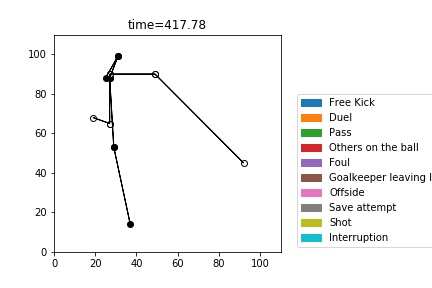 time=417.78
100
80
60
40
20
0
0 20 40 60 80 100
Free Kick
Duel
Pass
Others on the ball
Foul
Goalkeeper leaving l
Offside
Save attempt
Shot
Interruption